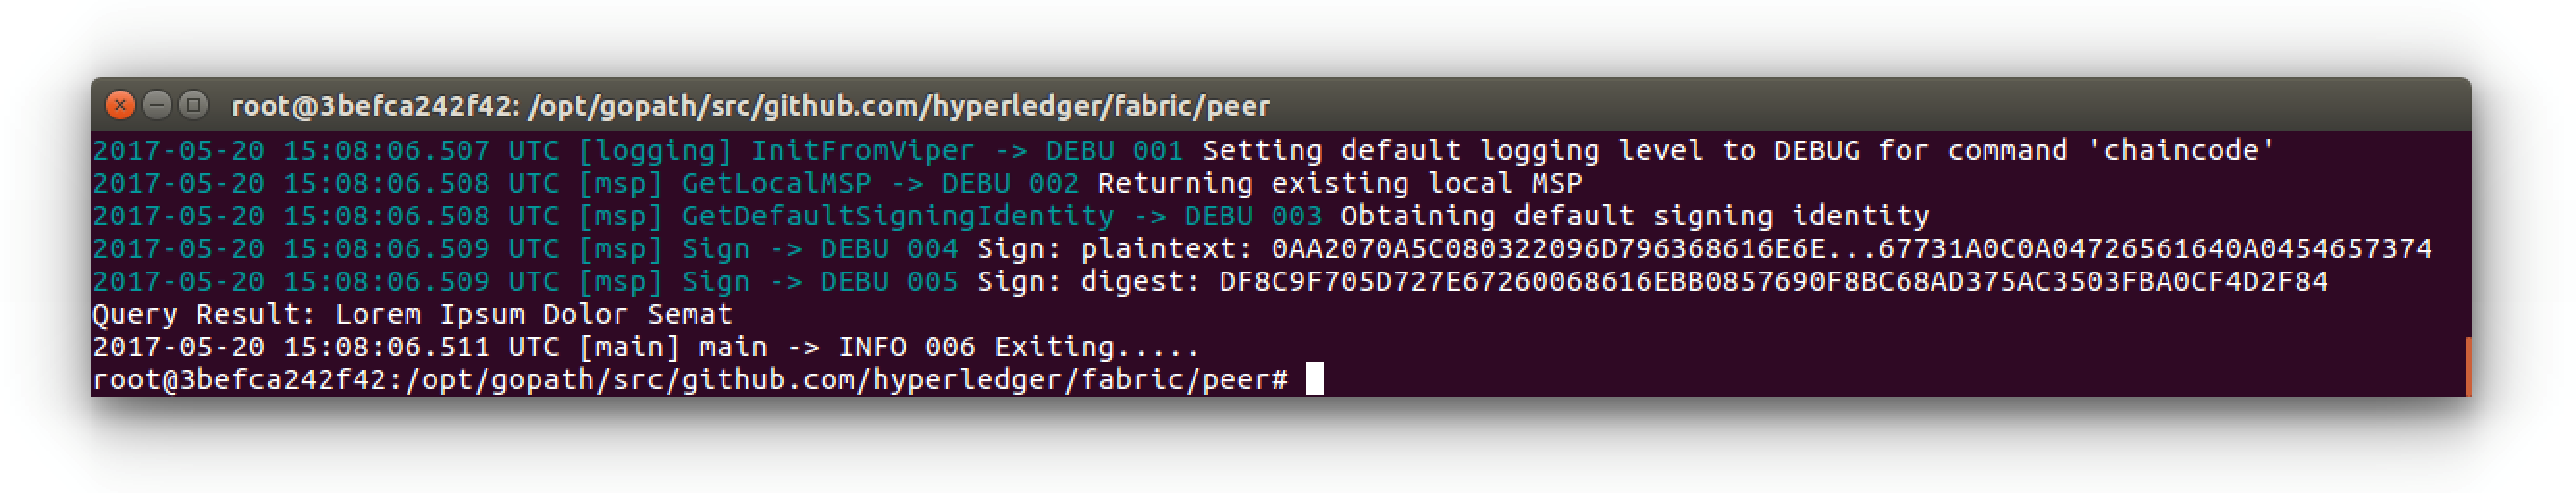 root@3befca242f42: /opt/gopath/src/github.com/hyperledger/fabric/peer
2017-05-20 15:08:06.507 UTC [logging] InitFromViper -> DEBU 001 Setting default logging level to DEBUG for command 'chaincode'
2017-05-20 15:08:06.508 UTC [msp] GetLocalMSP -> DEBU 002 Returning existing local MSP
2017-05-20 15:08:06.508 UTC [msp] GetDefaultSigningIdentity -> DEBU 003 Obtaining default signing identity
2017-05-20 15:08:06.509 UTC [msp] Sign -> DEBU 004 Sign: plaintext: 0AA2070A5C080322096D796368616E6E...67731A0C0A04726561640A0454657374
2017-05-20 15:08:06.509 UTC [msp] Sign -> DEBU 005 Sign: digest: DF8C9F705D727E67260068616EBB0857690F8BC68AD375AC3503FBA0CF4D2F84
Query Result: Lorem Ipsum Dolor Semat
2017-05-20 15:08:06.511 UTC [main] main -> INFO 006 Exiting.....
root@3befca242f42:/opt/gopath/src/github.com/hyperledger/fabric/peer#